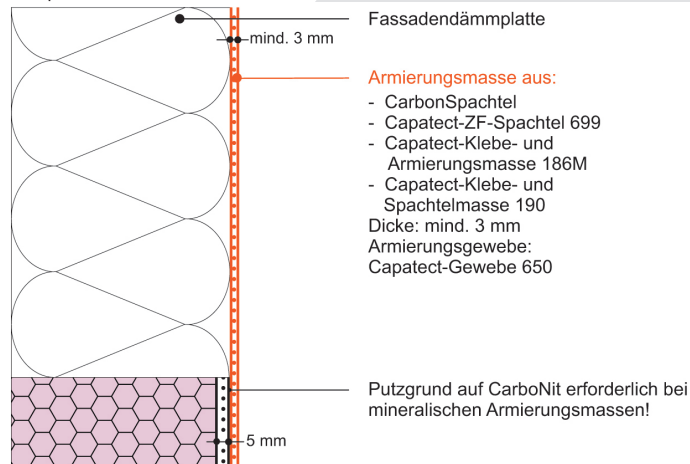 Fassadendämmplatte
mind. 3 mm
Armierungsmasse aus:
- CarbonSpachtel
- Capatect-ZF-Spachtel 699
- Capatect-Klebe- und
Armierungsmasse 186M
- Capatect-Klebe- und
Spachtelmasse 190
Dicke: mind. 3 mm
Armierungsgewebe:
Capatect-Gewebe 650
Putzgrund auf CarboNit erforderlich bei
mineralischen Armierungsmassen!
5 mm